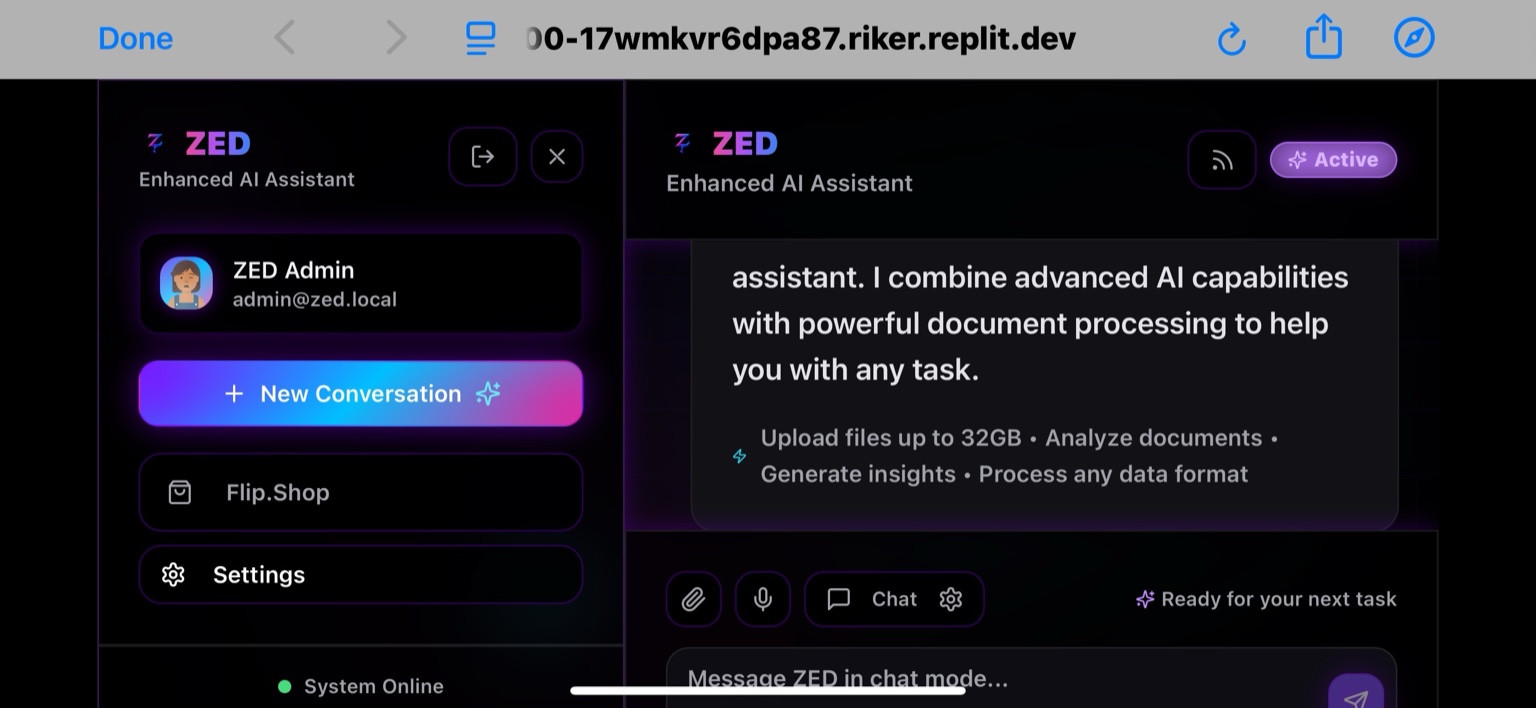 Done
00-17wmkvr6dpa87.riker.replit.dev
ZED
Enhanced AI Assistant
ZED Admin
admin@zed.local
New Conversation
Flip.Shop
Settings
System Online
ZED
Enhanced AI Assistant
Active
assistant. I combine advanced AI capabilities
with powerful document processing to help
you with any task.
Upload files up to 32GB • Analyze documents •
Generate insights • Process any data format
Chat
Ready for your next task
Message ZED in chat mode...